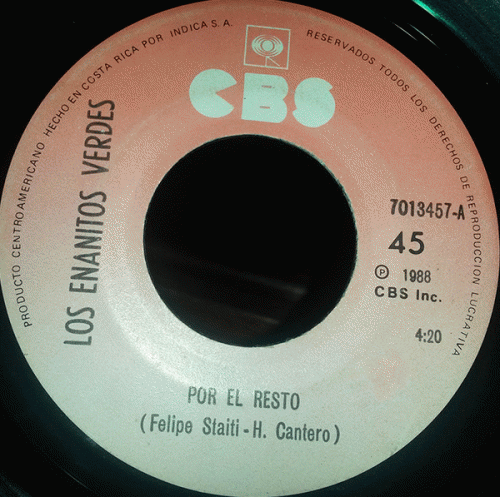 PRODUCTO CENTROAMERICANO HECHO EN COSTA RICA POR INDICA S.A.
RESERVADOS TODOS LOS DERECHOS DE REPRODUCCION LUCRATIVA
CBS
LOS ENANITOS VERDES
7013457-A
45
Ⓟ 1988
CBS Inc.
4:20
POR EL RESTO
(Felipe Staiti - H. Cantero)